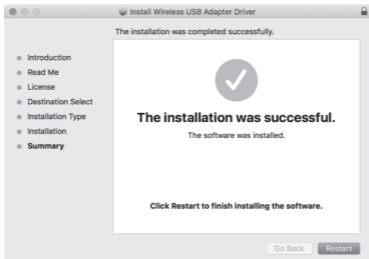 Install Wireless USB Adapter Driver
The installation was completed successfully.
Introduction
Read Me
License
Destination Select
Installation Type
Installation
Summary
The installation was successful.
The software was installed.
Click Restart to finish installing the software.
Go Back
Restart